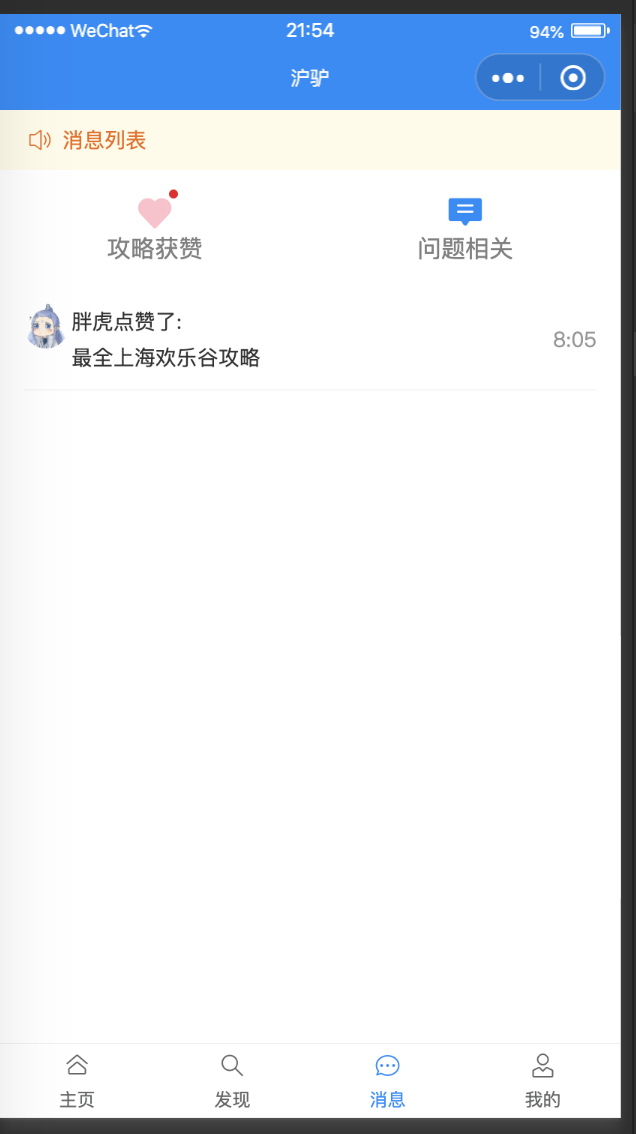 WeChat 21:54 94%
沪驴
消息列表
攻略获赞 问题相关
胖虎点赞了:
最全上海欢乐谷攻略
8:05
主页 发现 消息 我的